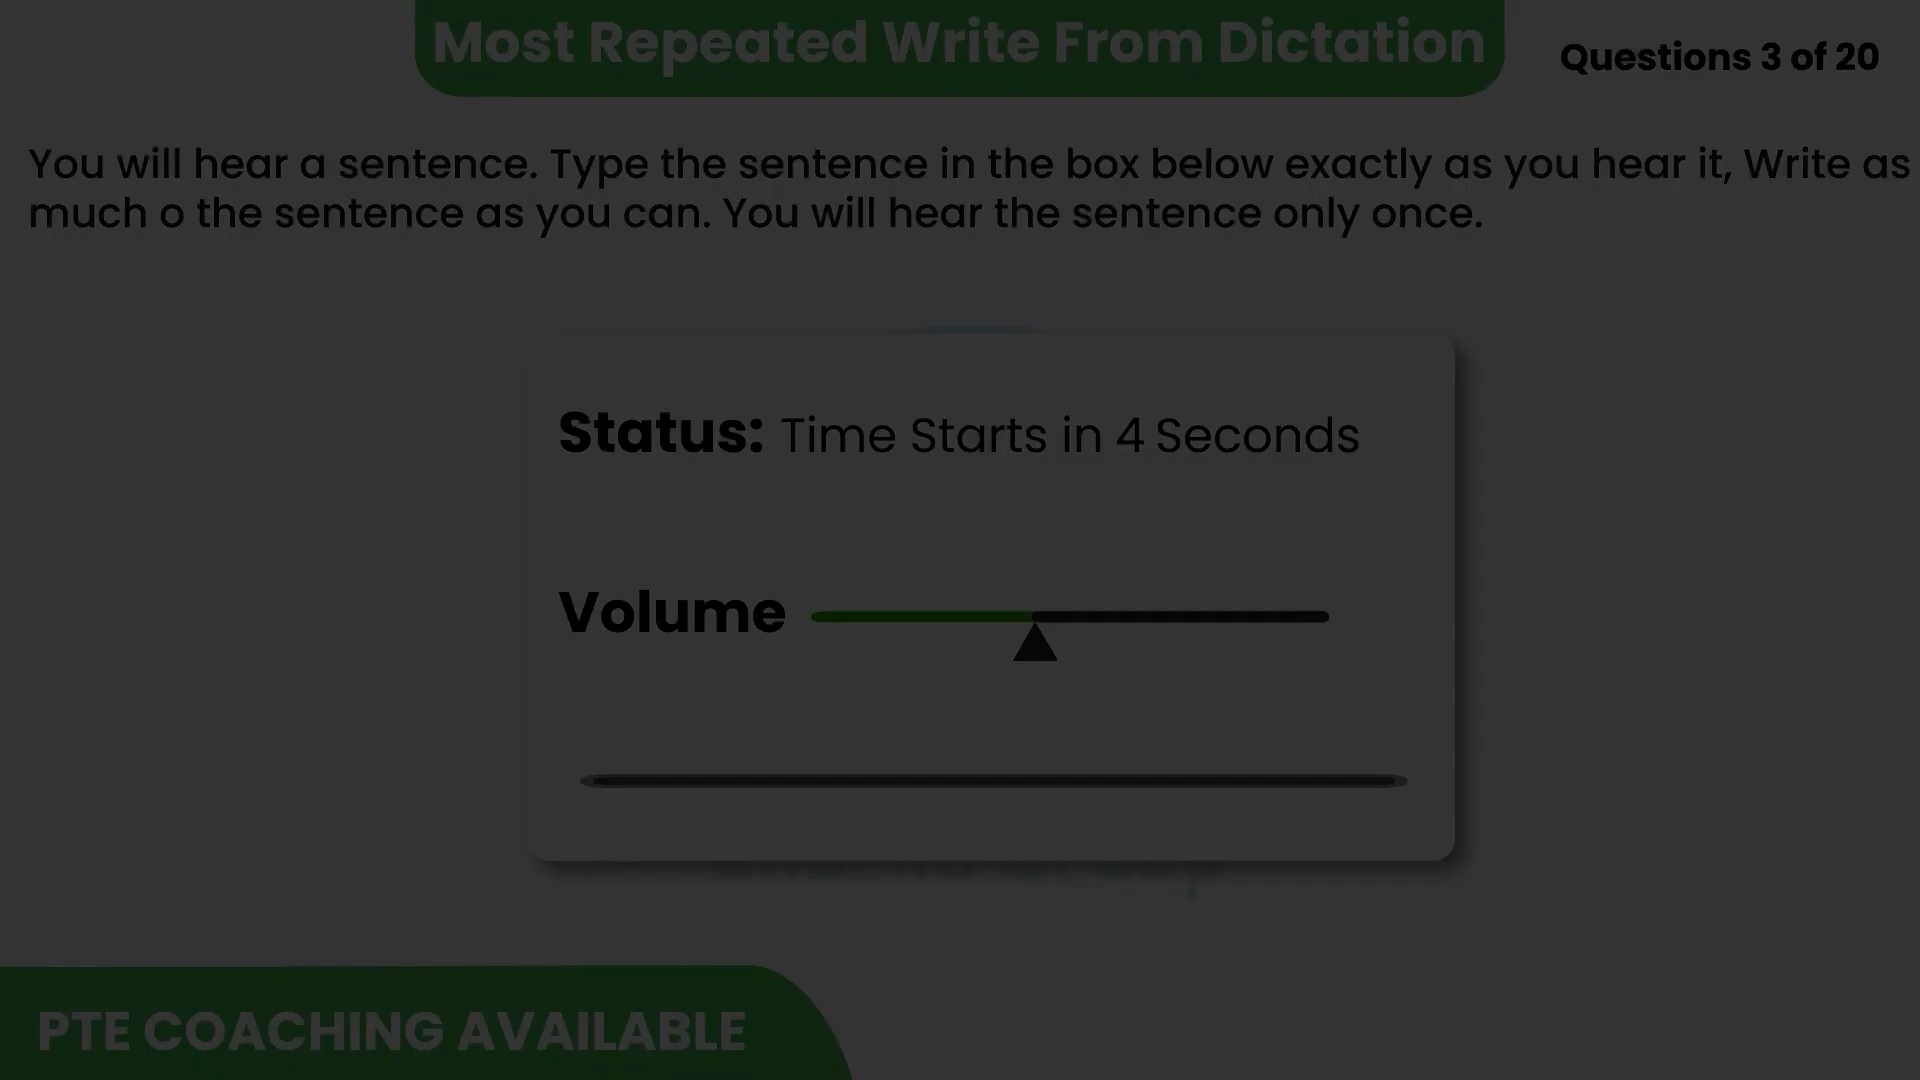 Most Repeated Write From Dictation
Questions 3 of 20
You will hear a sentence. Type the sentence in the box below exactly as you hear it, Write as
much o the sentence as you can. You will hear the sentence only once.
Status: Time Starts in 4 Seconds
Volume
PTE COACHING AVAILABLE